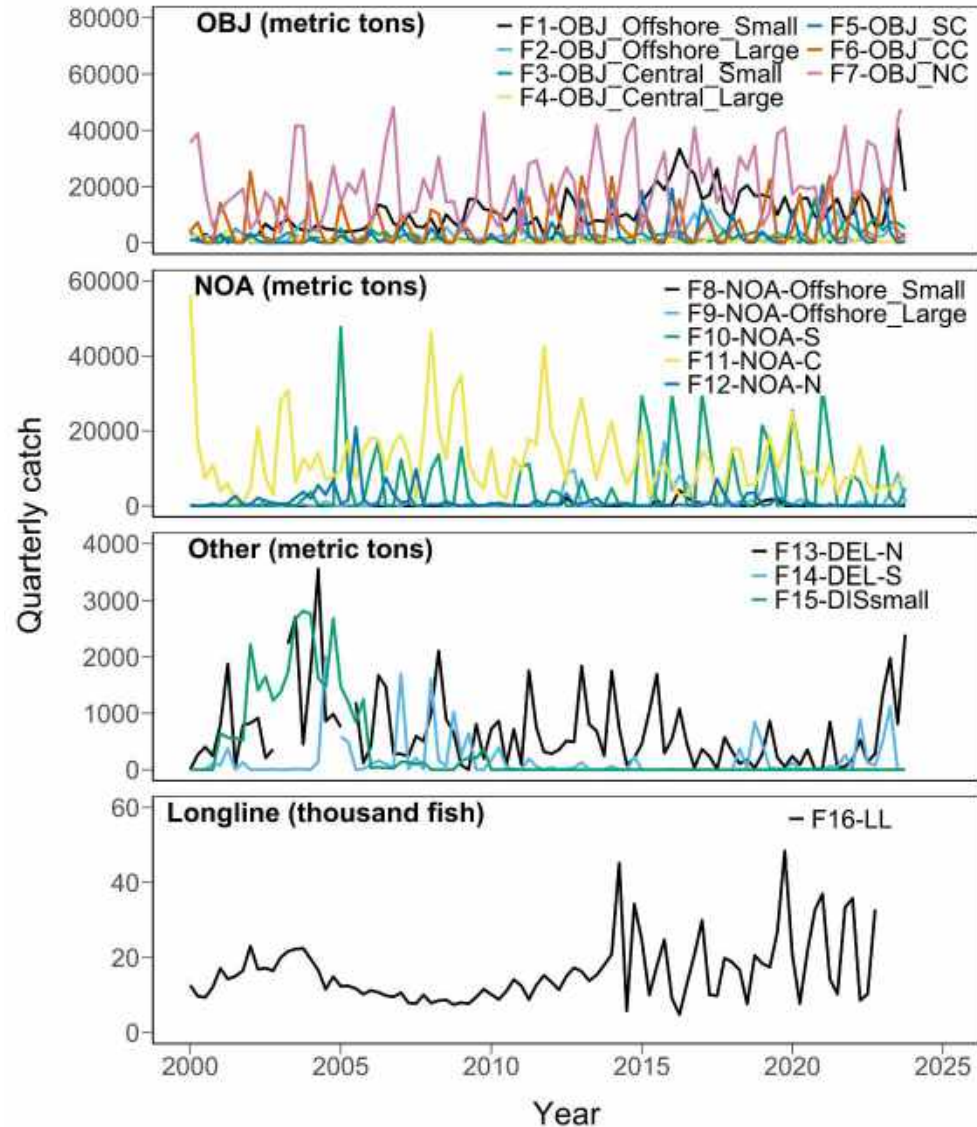 OBJ (metric tons)
F1-OBJ_Offshore_Small
F2-OBJ_Offshore_Large
F3-OBJ_Central_Small
F4-OBJ_Central_Large
F5-OBJ_SC
F6-OBJ_CC
F7-OBJ_NC
80000
60000
40000
20000
0
NOA (metric tons)
F8-NOA-Offshore_Small
F9-NOA-Offshore_Large
F10-NOA-S
F11-NOA-C
F12-NOA-N
60000
40000
20000
0
Quarterly catch
Other (metric tons)
F13-DEL-N
F14-DEL-S
F15-DISsmall
4000
3000
2000
1000
0
Longline (thousand fish)
F16-LL
60
40
20
0
2000 2005 2010 2015 2020 2025
Year